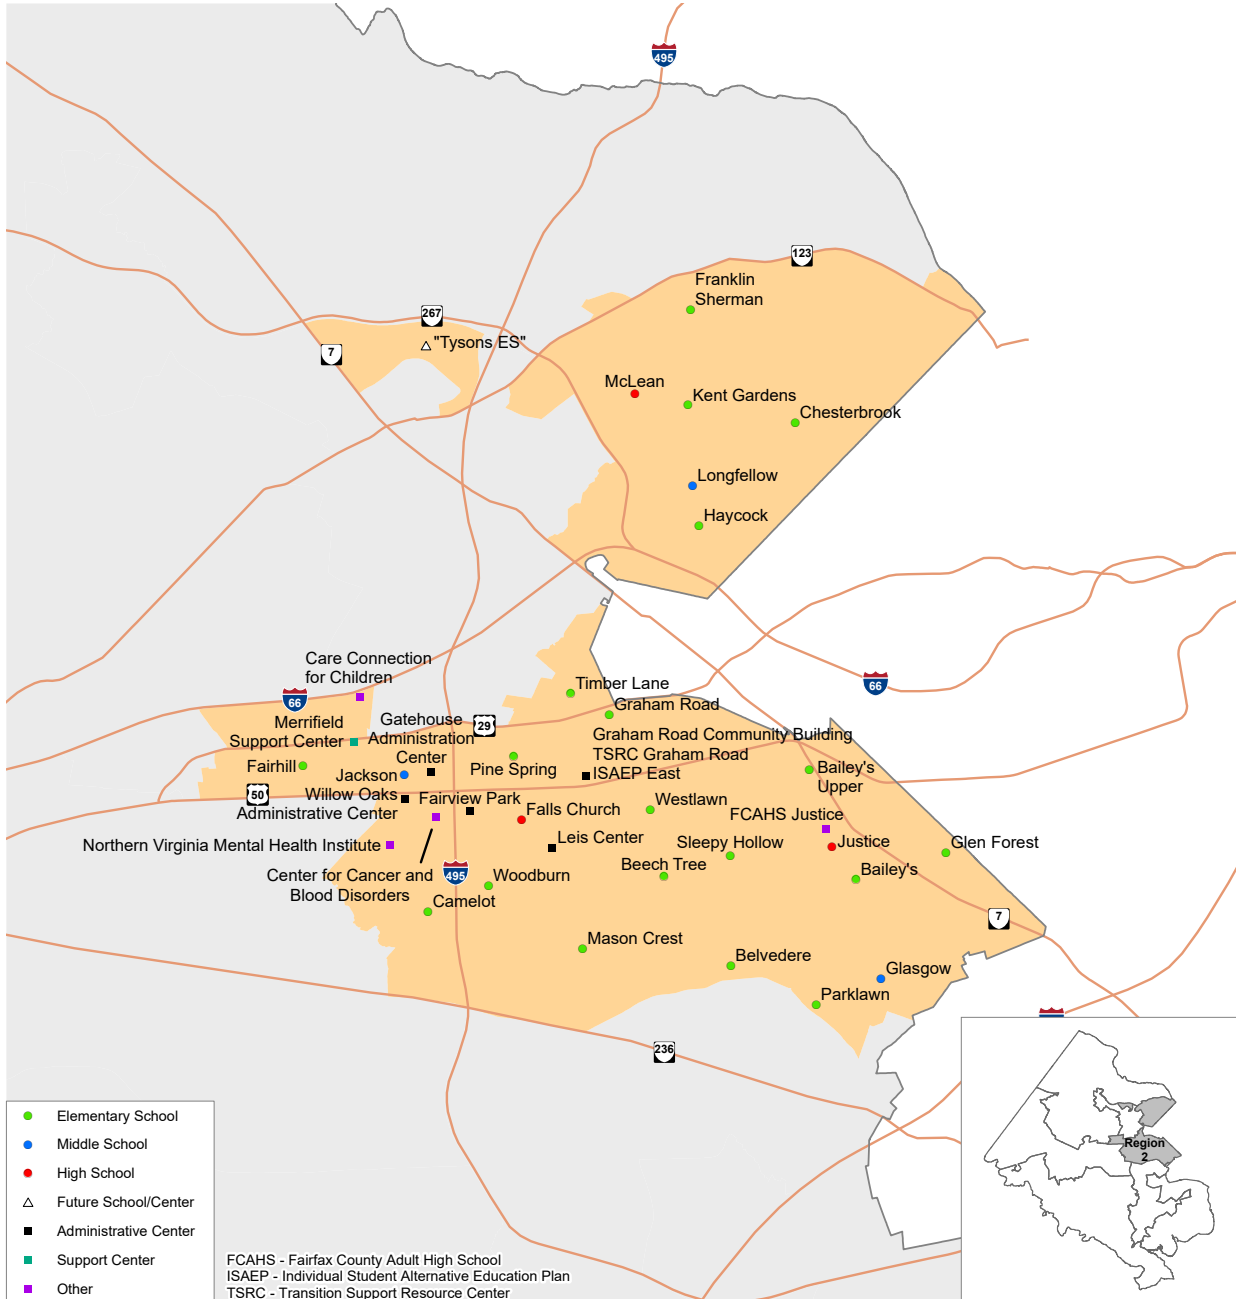 495
123
Franklin
Sherman
267
"Tysons ES"
7
McLean
Kent Gardens
Chesterbrook
Longfellow
Haycock
Care Connection
for Children
66
66
Timber Lane
Graham Road
Merrifield
Support Center
Gatehouse
Administration
Center
29
Graham Road Community Building
TSRC Graham Road
ISAEP East
Fairhill
Jackson
Pine Spring
Bailey's
Upper
50
Willow Oaks
Administrative Center
Fairview Park
Falls Church
Westlawn
FCAHS Justice
Justice
Northern Virginia Mental Health Institute
Leis Center
Sleepy Hollow
Glen Forest
Beech Tree
Bailey's
Center for Cancer and
Blood Disorders
495
Woodburn
Camelot
7
Mason Crest
Belvedere
Glasgow
Parklawn
236
Region
2
Elementary School
Middle School
High School
Future School/Center
Administrative Center
Support Center
Other
FCAHS - Fairfax County Adult High School
ISAEP - Individual Student Alternative Education Plan
TSRC - Transition Support Resource Center